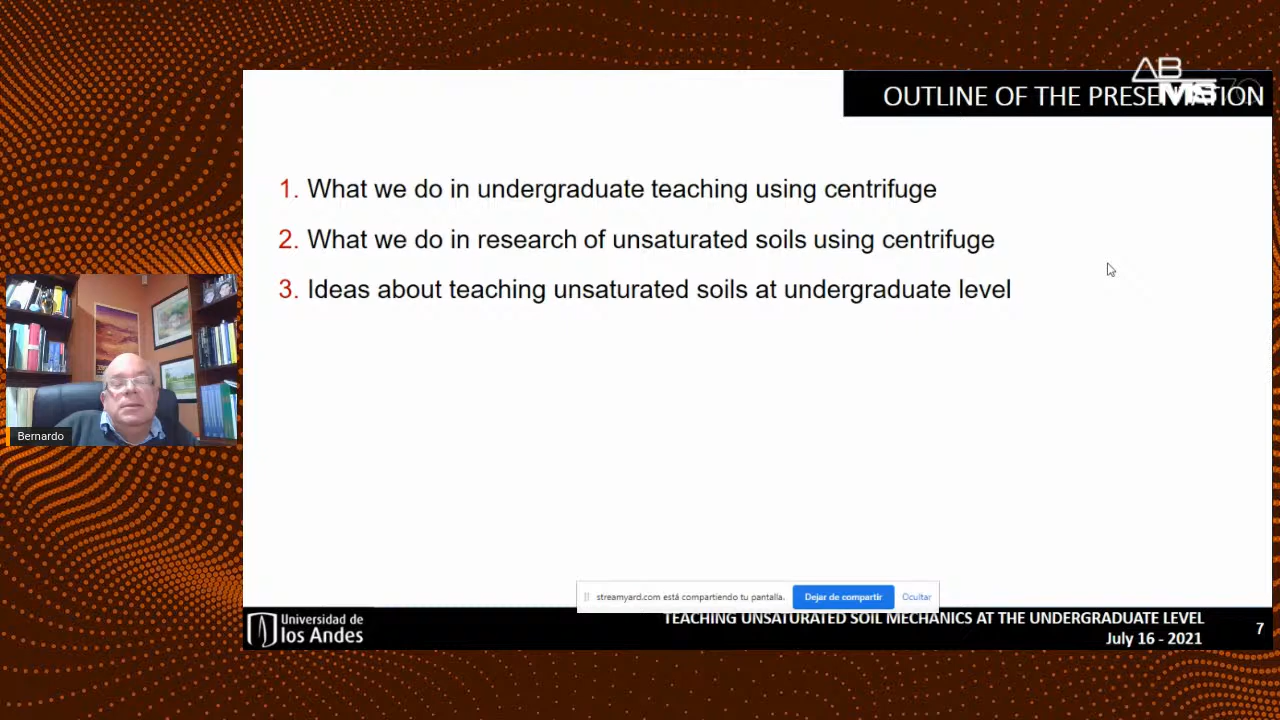 OUTLINE OF THE PRESENTATION
AB
MS70
1. What we do in undergraduate teaching using centrifuge
2. What we do in research of unsaturated soils using centrifuge
3. Ideas about teaching unsaturated soils at undergraduate level
Bernardo
streamyard.com está compartiendo tu pantalla.
Dejar de compartir
Ocultar
Universidad de
los Andes
TEACHING UNSATURATED SOIL MECHANICS AT THE UNDERGRADUATE LEVEL
July 16 - 2021
7